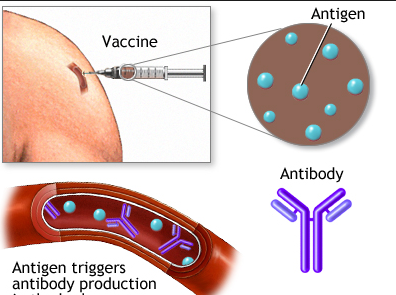 Vaccine
Antigen
Antibody
Antigen triggers
antibody production